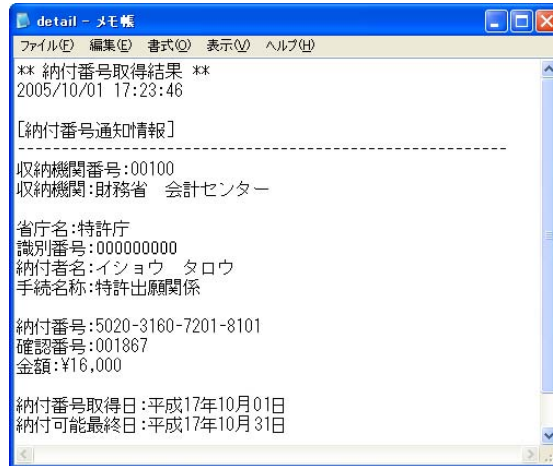 detail - メモ帳
ファイル(F) 編集(E) 書式(O) 表示(V) ヘルプ(H)
** 納付番号取得結果 **
2005/10/01 17:23:46
[納付番号通知情報]
------------------------------------------------------
収納機関番号:00100
収納機関:財務省　会計センター
省庁名:特許庁
識別番号:000000000
納付者名:イショウ　タロウ
手続名称:特許出願関係
納付番号:5020-3160-7201-8101
確認番号:001867
金額:¥16,000
納付番号取得日:平成17年10月01日
納付可能最終日:平成17年10月31日